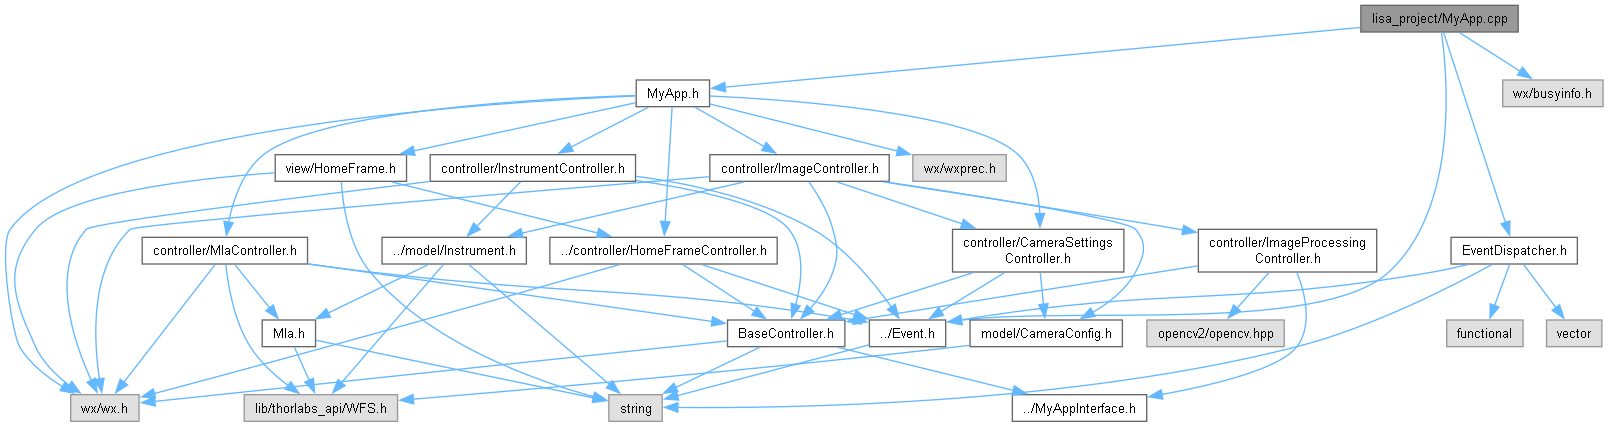 lisa_project/MyApp.cpp
MyApp.h
wx/busyinfo.h
view/HomeFrame.h
controller/InstrumentController.h
controller/ImageController.h
wx/wxprec.h
controller/MlaController.h
../model/Instrument.h
../controller/HomeFrameController.h
controller/CameraSettings
Controller.h
controller/ImageProcessing
Controller.h
EventDispatcher.h
Mla.h
BaseController.h
../Event.h
model/CameraConfig.h
opencv2/opencv.hpp
functional
vector
wx/wx.h
lib/thorlabs_api/WFS.h
string
../MyAppInterface.h